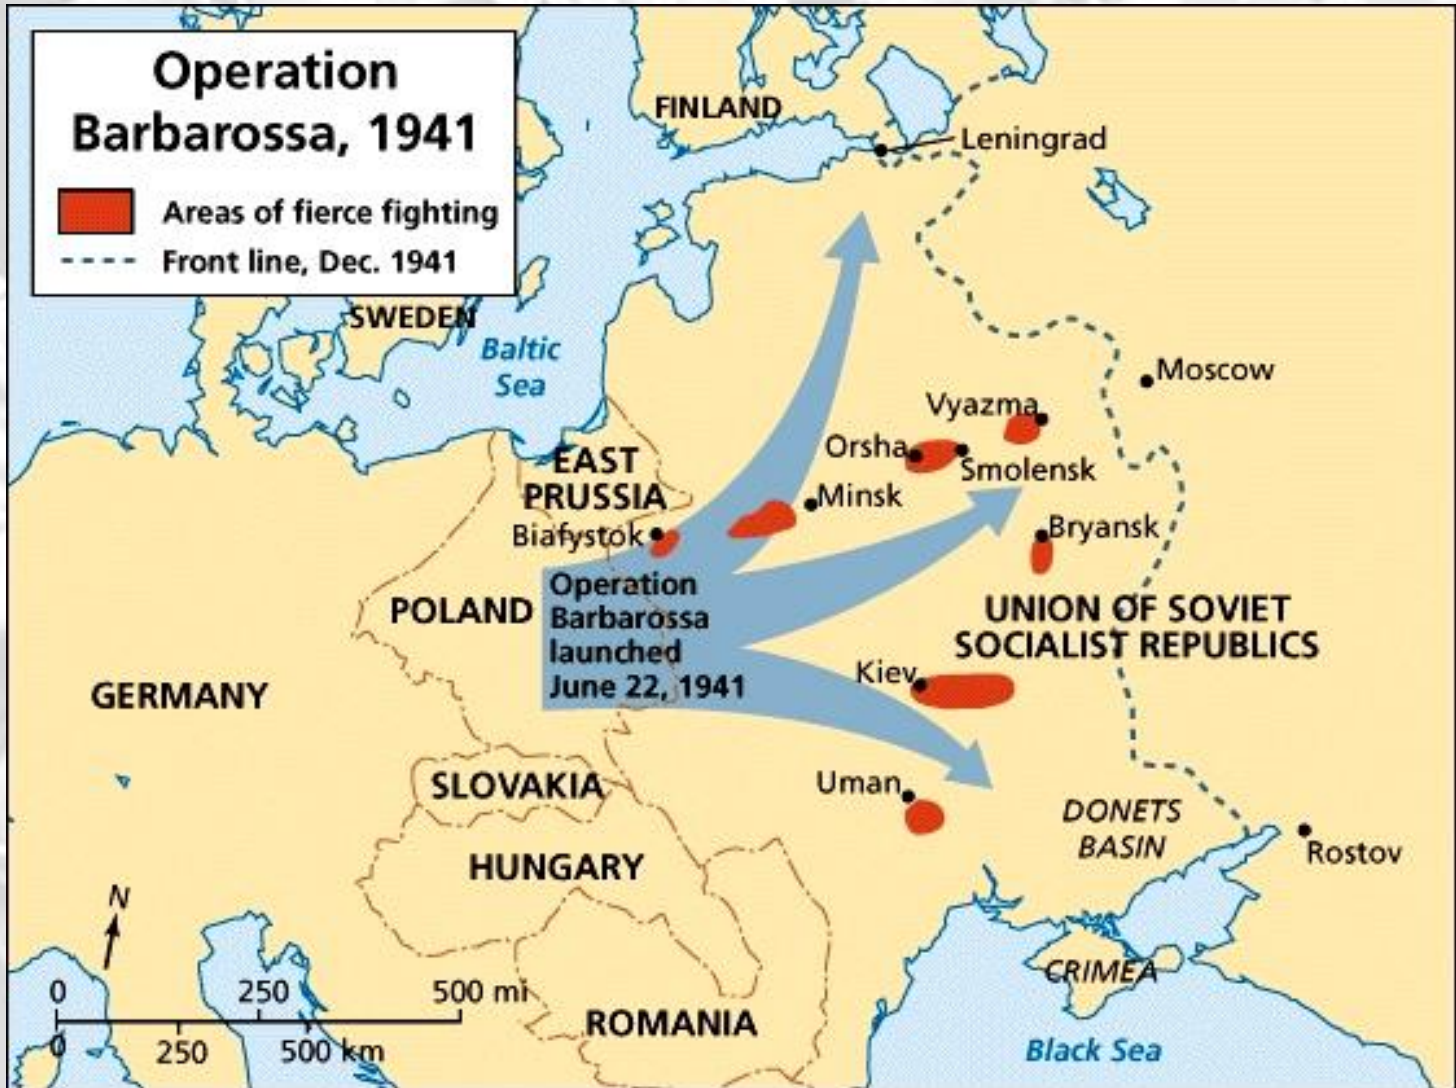 Operation
Barbarossa, 1941
Areas of fierce fighting
Front line, Dec. 1941
FINLAND
Leningrad
SWEDEN
Baltic
Sea
Moscow
Vyazma
Orsha
Smolensk
EAST
PRUSSIA
Minsk
Biafystok
Bryansk
Operation
Barbarossa
launched
June 22, 1941
POLAND
UNION OF SOVIET
SOCIALIST REPUBLICS
Kiev
GERMANY
SLOVAKIA
Uman
DONETS
BASIN
HUNGARY
Rostov
N
CRIMEA
0 250 500 mi
0 250 500 km
ROMANIA
Black Sea